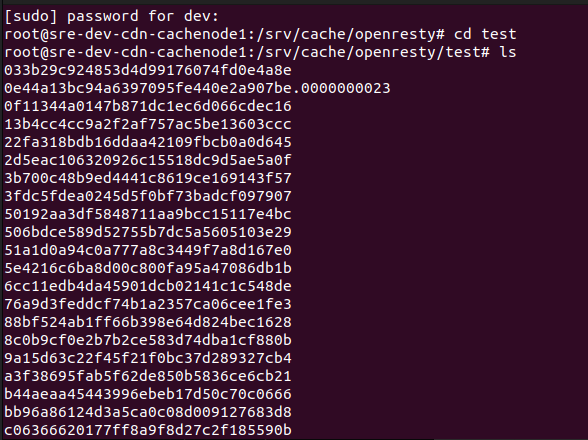 [sudo] password for dev:
root@sre-dev-cdn-cachenode1:/srv/cache/openresty# cd test
root@sre-dev-cdn-cachenode1:/srv/cache/openresty/test# ls
033b29c924853d4d99176074fd0e4a8e
0e44a13bc94a6397095fe440e2a907be.0000000023
0f11344a0147b871dc1ec6d066cdec16
13b4cc4cc9a2f2af757ac5be13603ccc
22fa318bdb16ddaa42109fbcb0a0d645
2d5eac106320926c15518dc9d5ae5a0f
3b700c48b9ed4441c8619ce169143f57
3fdc5fdea0245d5f0bf73badcf097907
50192aa3df5848711aa9bcc15117e4bc
506bdce589d52755b7dc5a5605103e29
51a1d0a94c0a777a8c3449f7a8d167e0
5e4216c6ba8d00c800fa95a47086db1b
6cc11edb4da45901dcb02141c1c548de
76a9d3feddcf74b1a2357ca06cee1fe3
88bf524ab1ff66b398e64d824bec1628
8c0b9cf0e2b7b2ce583d74dba1cf880b
9a15d63c22f45f21f0bc37d289327cb4
a3f38695fab5f62de850b5836ce6cb21
b44aeaa45443996ebeb17d50c70c0666
bb96a86124d3a5ca0c08d009127683d8
c06366620177ff8a9f8d27c2f185590b